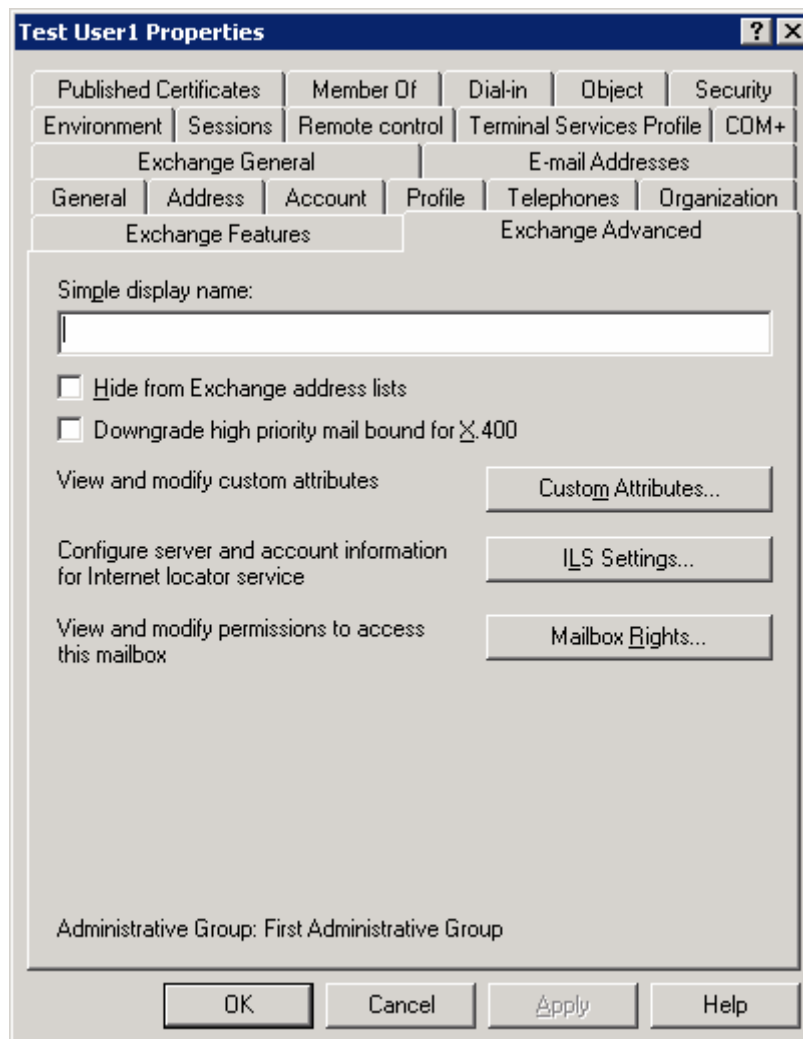 Test User1 Properties
Published Certificates Member Of Dial-in Object Security
Environment Sessions Remote control Terminal Services Profile COM+
Exchange General E-mail Addresses
General Address Account Profile Telephones Organization
Exchange Features Exchange Advanced
Simple display name:
Hide from Exchange address lists
Downgrade high priority mail bound for X.400
View and modify custom attributes Custom Attributes...
Configure server and account information
for Internet locator service
ILS Settings...
View and modify permissions to access
this mailbox
Mailbox Rights...
Administrative Group: First Administrative Group
OK Cancel Apply Help